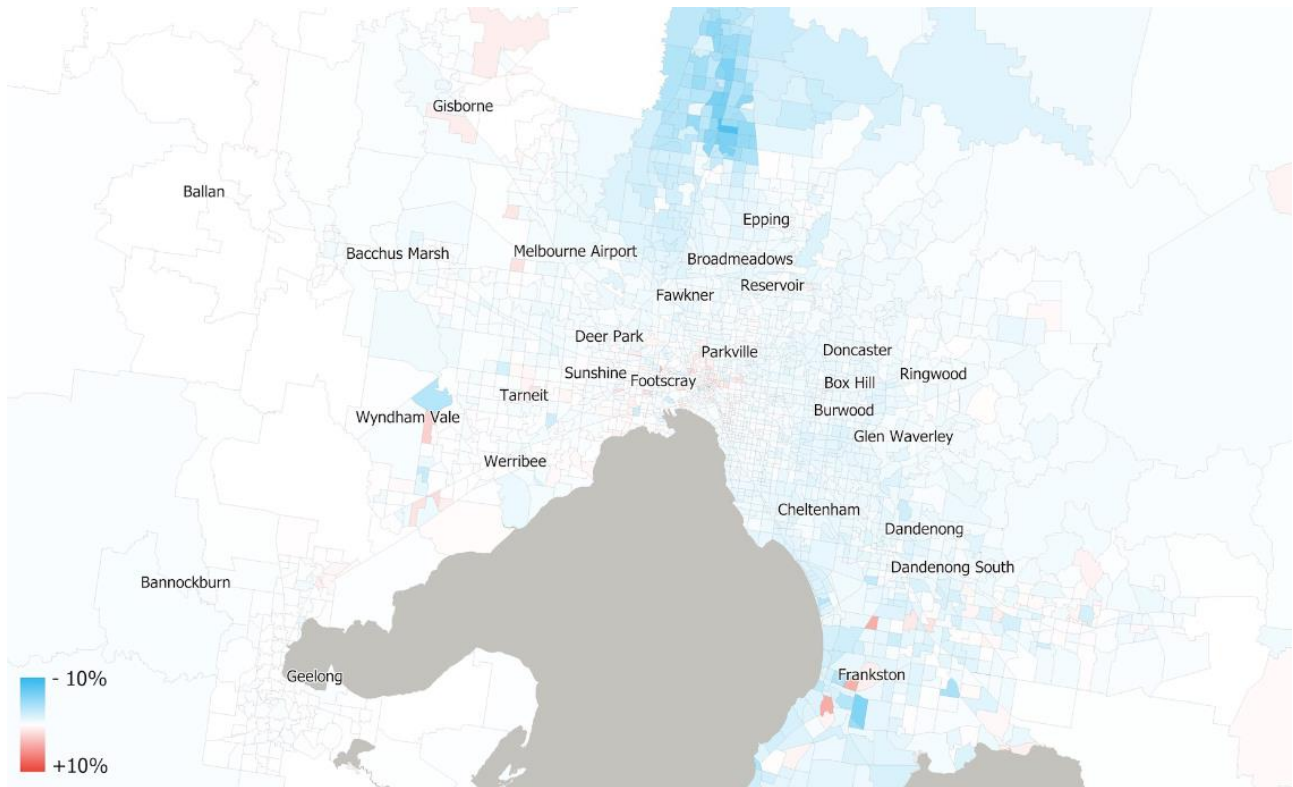 Gisborne
Ballan
Epping
Bacchus Marsh
Melbourne Airport
Broadmeadows
Reservoir
Fawkner
Deer Park
Parkville
Doncaster
Sunshine
Footscray
Box Hill
Ringwood
Tarneit
Wyndham Vale
Burwood
Glen Waverley
Werribee
Cheltenham
Dandenong
Dandenong South
Bannockburn
Geelong
Frankston
- 10%
+10%